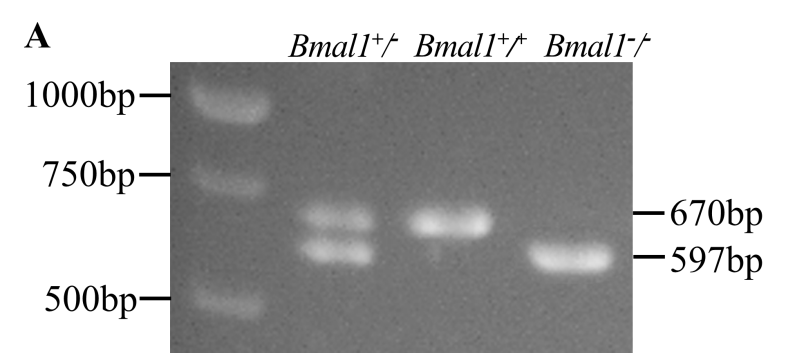 A
Bmal1+/- Bmal1+/+ Bmal1-/-
1000bp
750bp
670bp
597bp
500bp